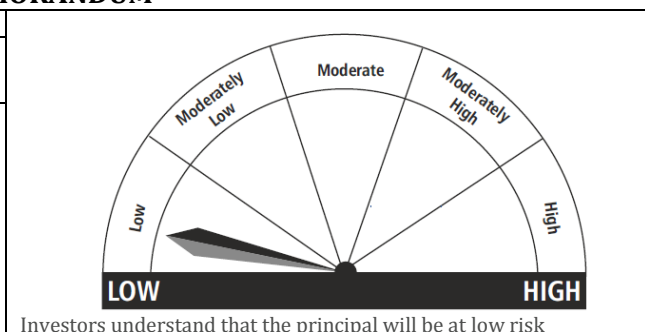 Moderate
Moderately
Low
Moderately
High
Low
High
LOW
HIGH
Investors understand that the principal will be at low risk